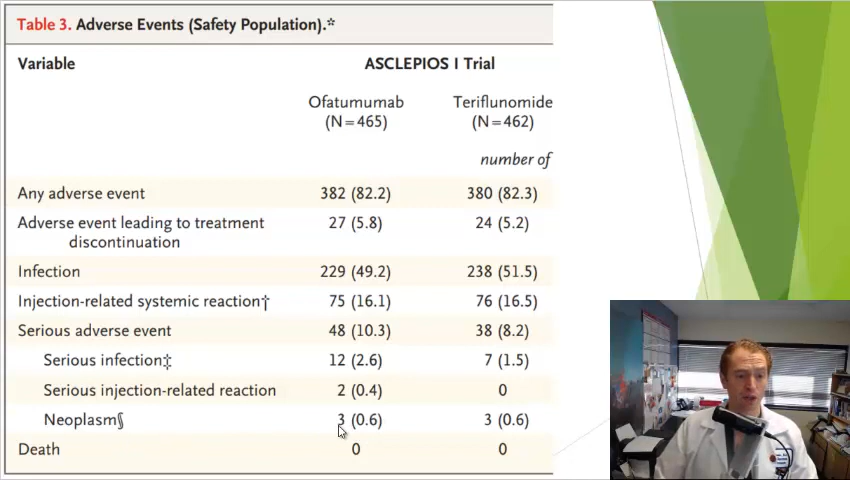 Table 3. Adverse Events (Safety Population).*
Variable ASCLEPIOS I Trial
Ofatumumab Teriflunomide
(N=465) (N=462)
number of
Any adverse event 382 (82.2) 380 (82.3)
Adverse event leading to treatment 27 (5.8) 24 (5.2)
discontinuation
Infection 229 (49.2) 238 (51.5)
Injection-related systemic reaction† 75 (16.1) 76 (16.5)
Serious adverse event 48 (10.3) 38 (8.2)
Serious infection‡ 12 (2.6) 7 (1.5)
Serious injection-related reaction 2 (0.4) 0
Neoplasm§ 3 (0.6) 3 (0.6)
Death 0 0